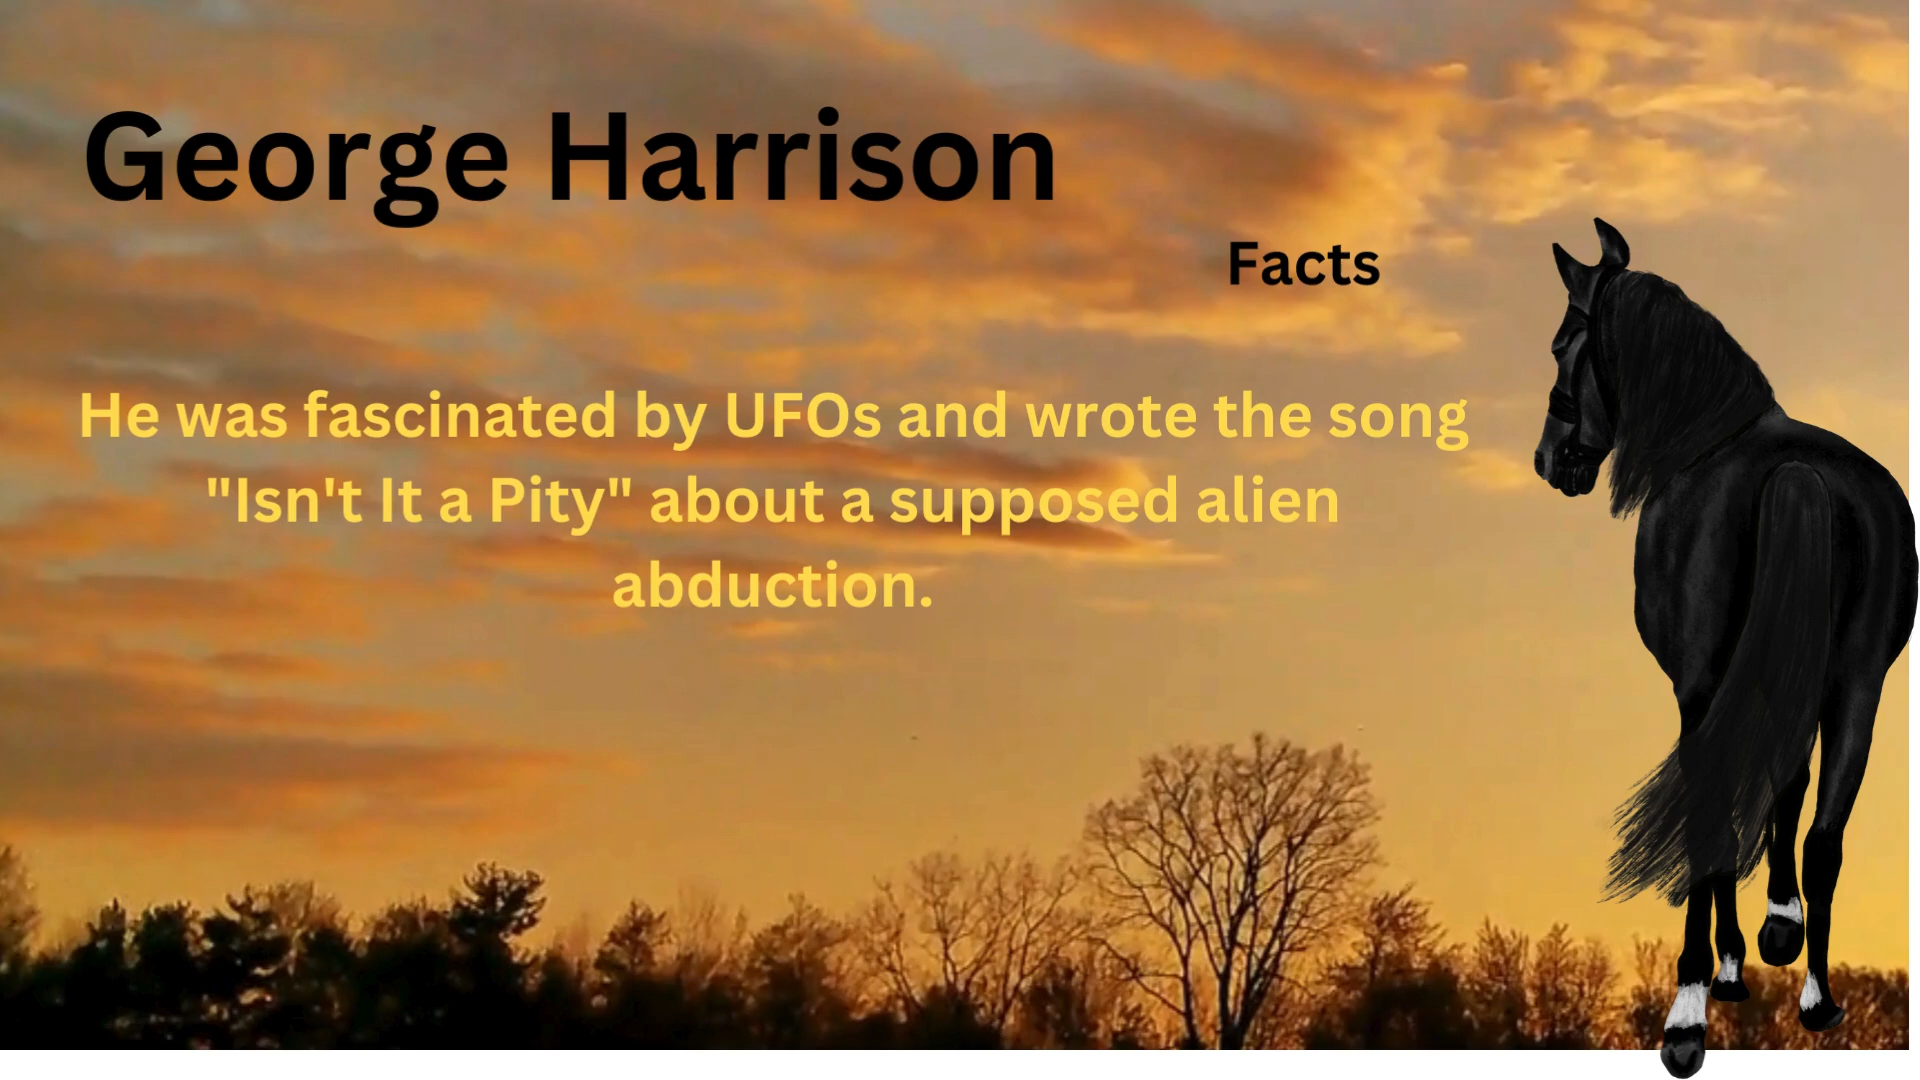 George Harrison
Facts
He was fascinated by UFOs and wrote the song
"Isn't It a Pity" about a supposed alien
abduction.